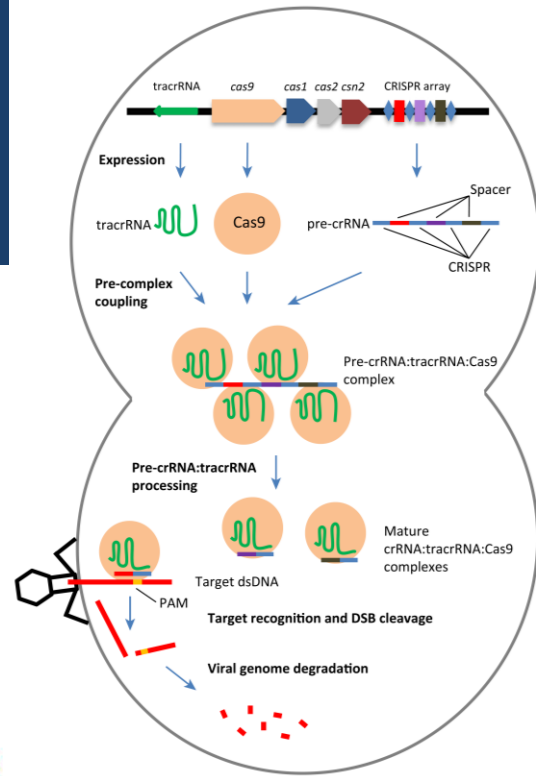 tracrRNA cas9 cas1 cas2 csn2 CRISPR array
Expression
Spacer
tracrRNA
Cas9
pre-crRNA
CRISPR
Pre-complex
coupling
Pre-crRNA:tracrRNA:Cas9
complex
Pre-crRNA:tracrRNA
processing
Mature
crRNA:tracrRNA:Cas9
complexes
Target dsDNA
PAM
Target recognition and DSB cleavage
Viral genome degradation